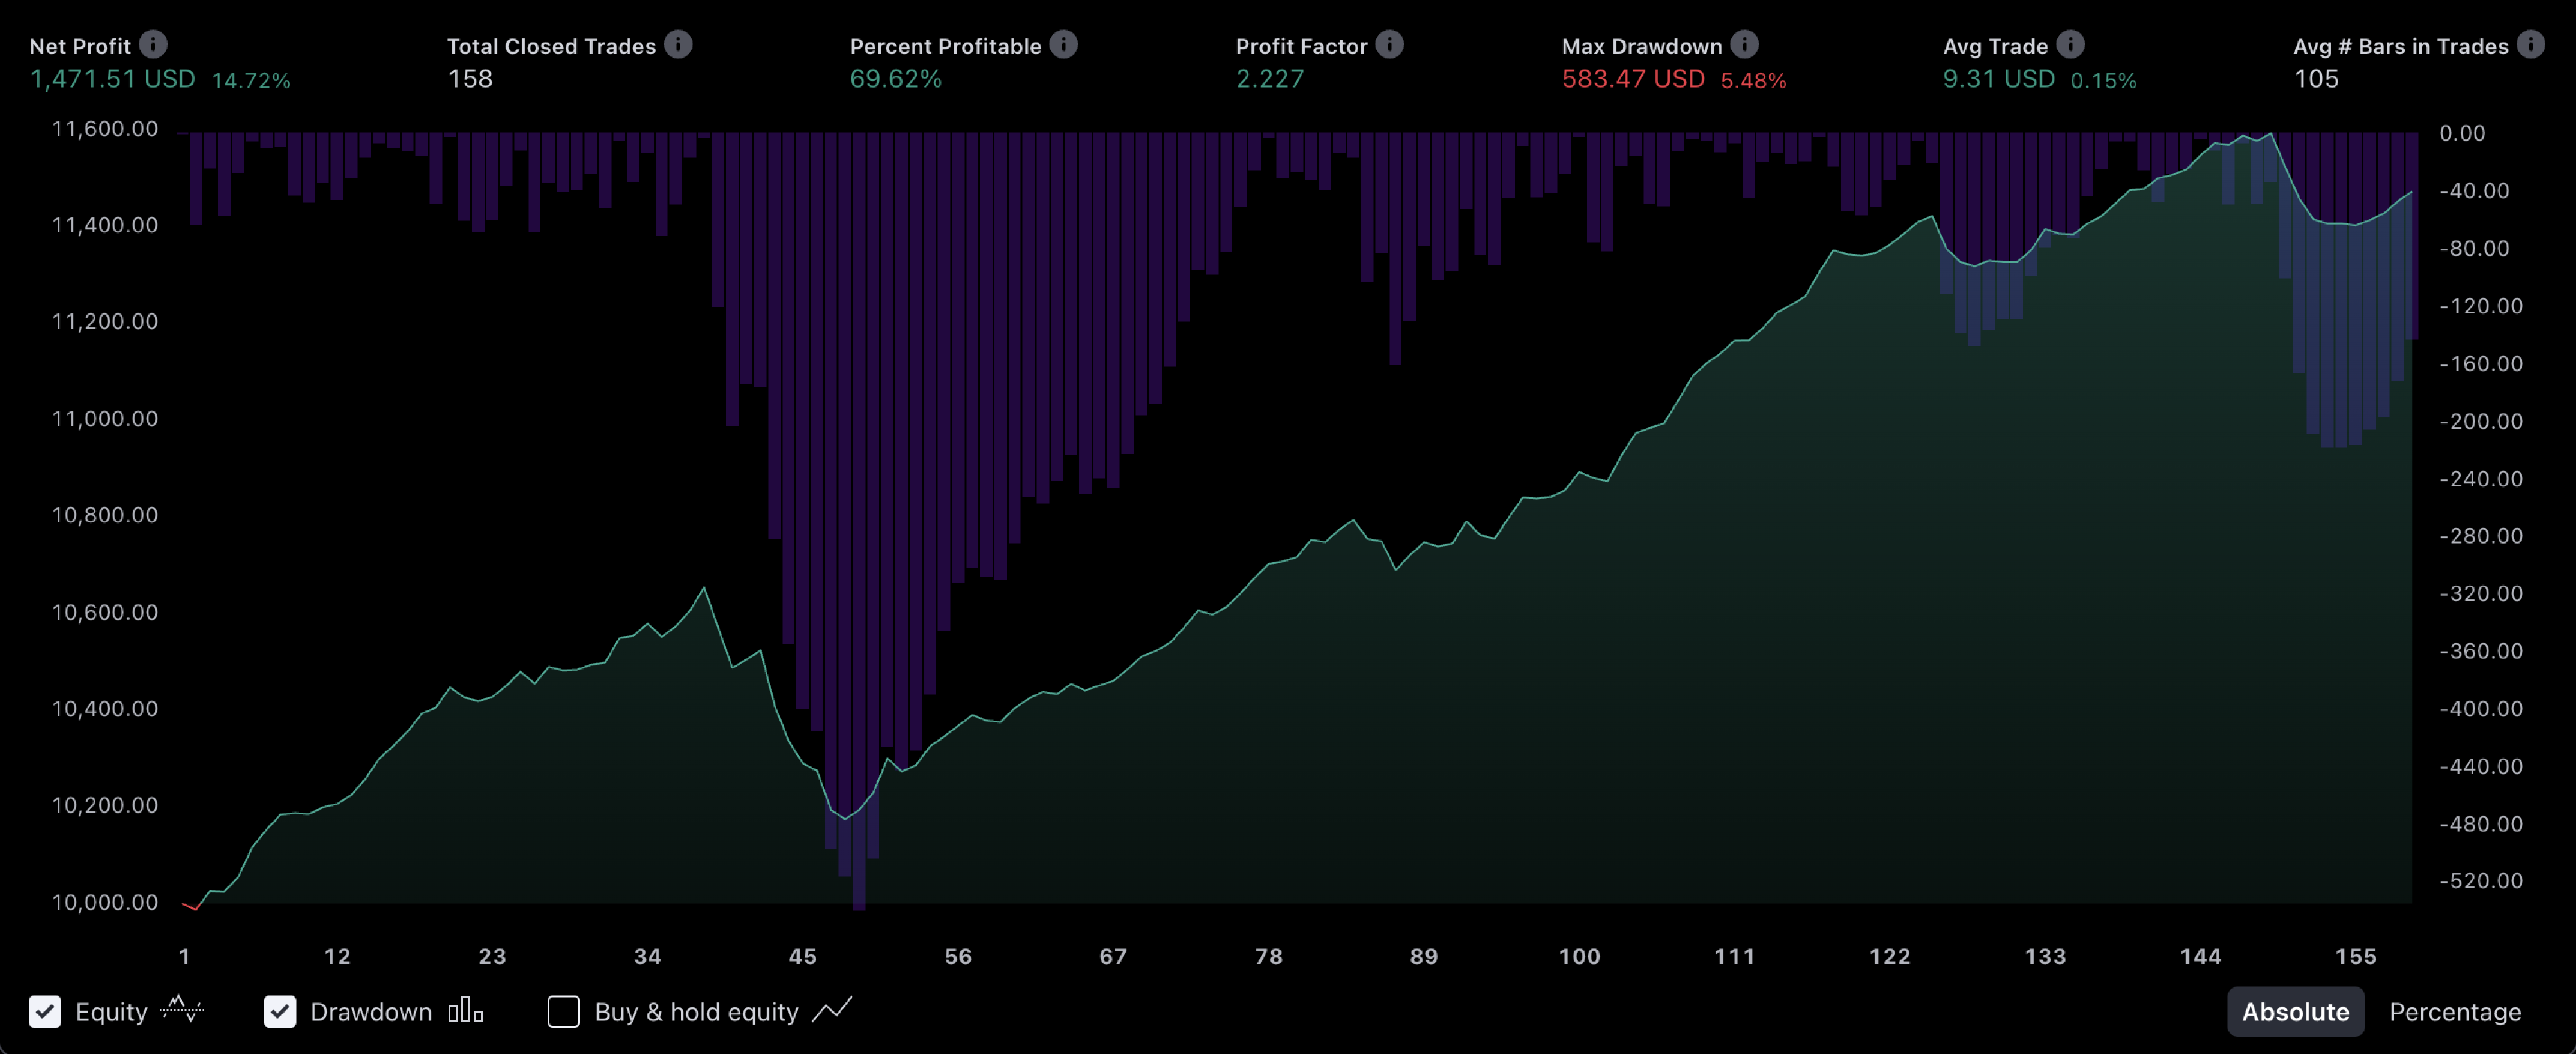 Net Profit
1,471.51 USD 14.72%
Total Closed Trades
158
Percent Profitable
69.62%
Profit Factor
2.227
Max Drawdown
583.47 USD 5.48%
Avg Trade
9.31 USD 0.15%
Avg # Bars in Trades
105
11,600.00
11,400.00
11,200.00
11,000.00
10,800.00
10,600.00
10,400.00
10,200.00
10,000.00
0.00
-40.00
-80.00
-120.00
-160.00
-200.00
-240.00
-280.00
-320.00
-360.00
-400.00
-440.00
-480.00
-520.00
1 12 23 34 45 56 67 78 89 100 111 122 133 144 155
Equity Drawdown Buy & hold equity Absolute Percentage